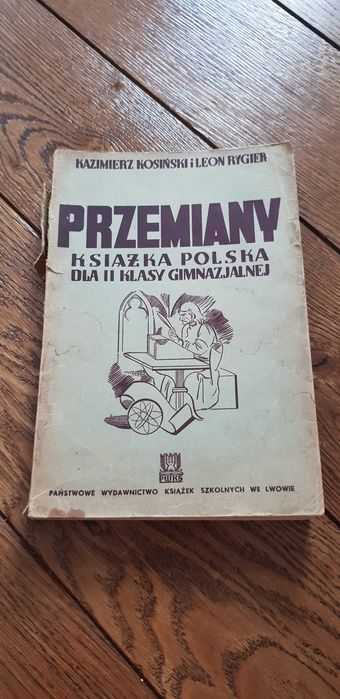 KAZIMIERZ KOSIŃSKI i LEON RYGIER
PRZEMIANY
KSIĄŻKA POLSKA
DLA II KLASY GIMNAZJALNEJ
PWKS
PAŃSTWOWE WYDAWNICTWO KSIĄŻEK SZKOLNYCH WE LWOWIE